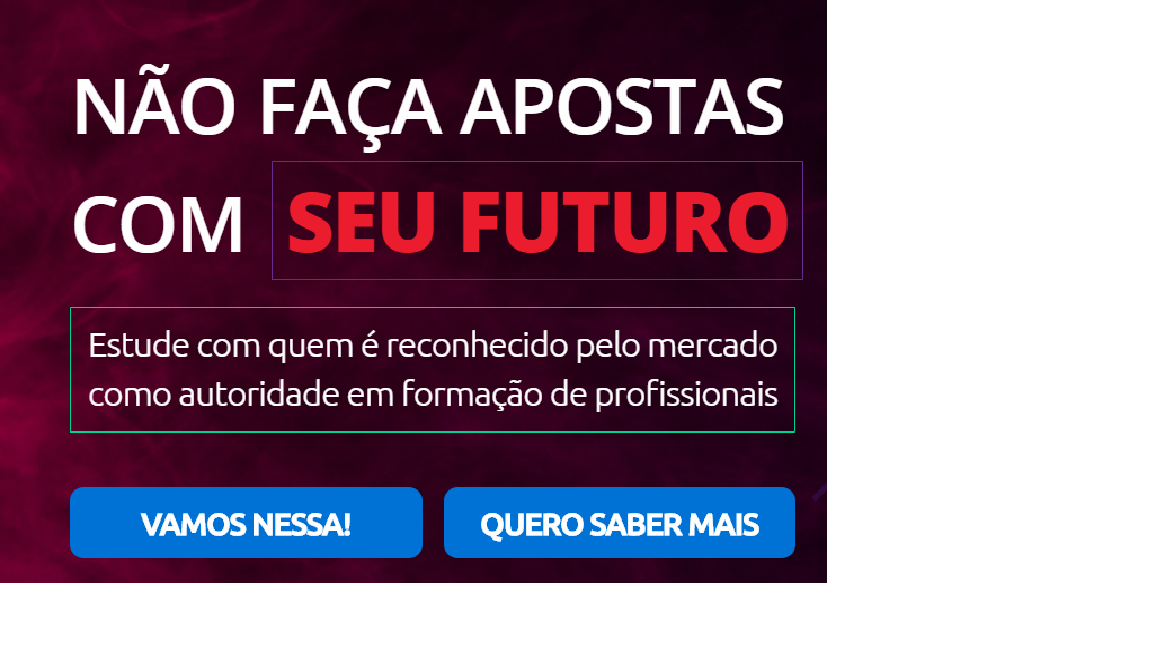 NÃO FAÇA APOSTAS
COM SEU FUTURO
Estude com quem é reconhecido pelo mercado
como autoridade em formação de profissionais
VAMOS NESSA!
QUERO SABER MAIS